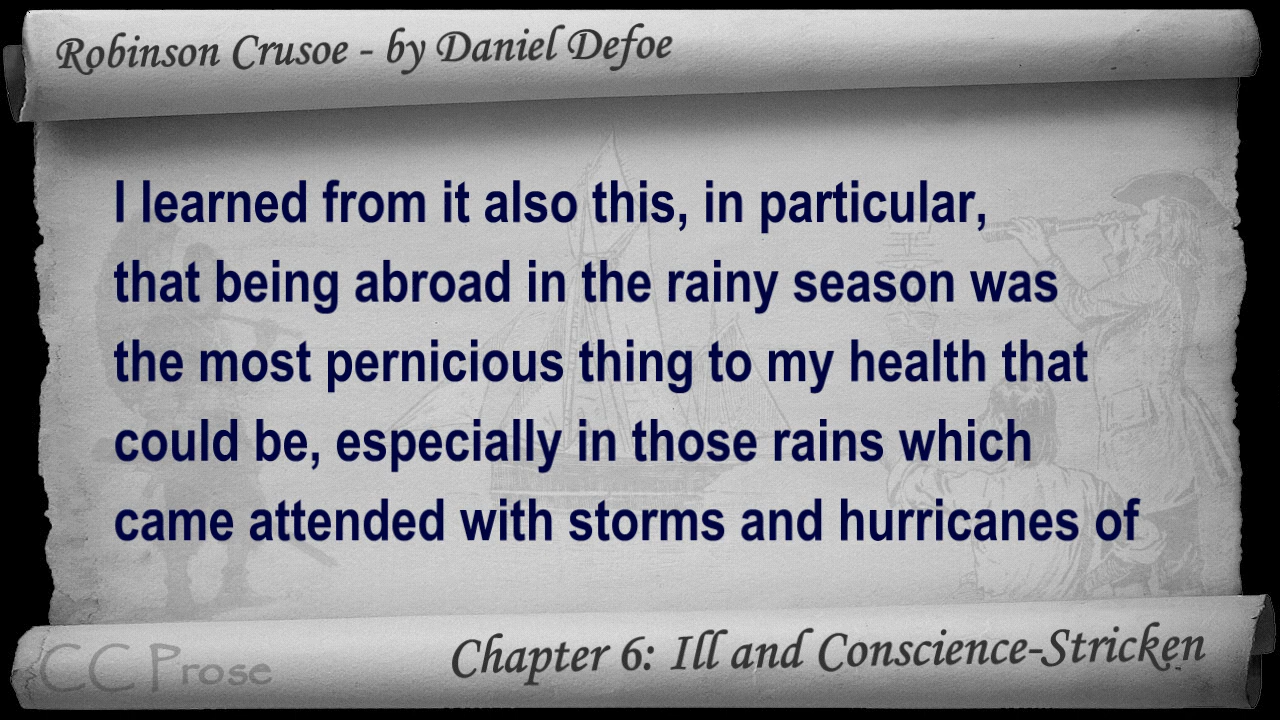 Robinson Crusoe - by Daniel Defoe
I learned from it also this, in particular,
that being abroad in the rainy season was
the most pernicious thing to my health that
could be, especially in those rains which
came attended with storms and hurricanes of
CC Prose
Chapter 6: Ill and Conscience-Stricken